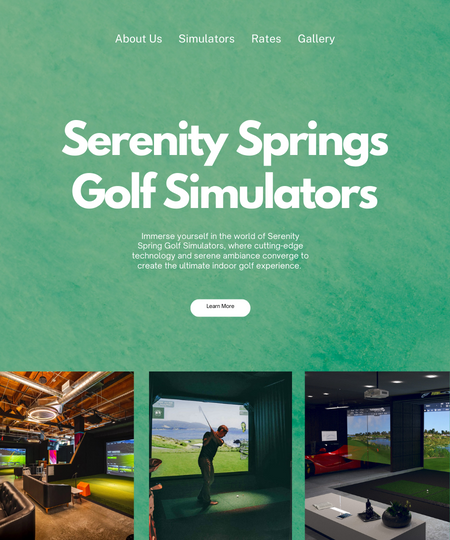 About Us Simulators Rates Gallery
Serenity Springs
Golf Simulators
Immerse yourself in the world of Serenity
Spring Golf Simulators, where cutting-edge
technology and serene ambiance converge to
create the ultimate indoor golf experience.
Learn More